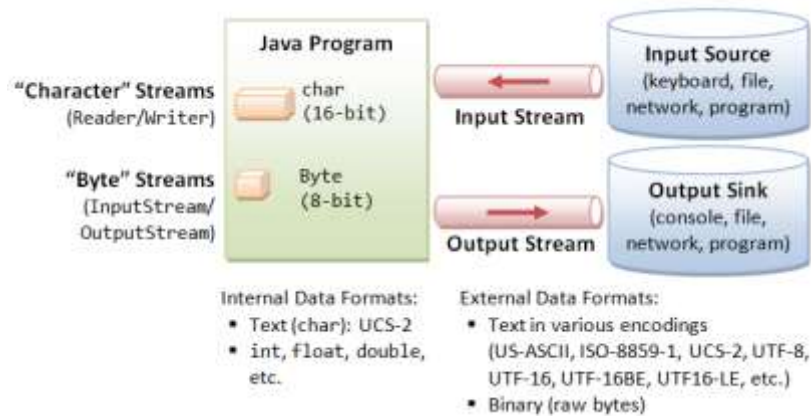 Java Program
"Character" Streams
(Reader/Writer)
char
(16-bit)
"Byte" Streams
(InputStream/
OutputStream)
Byte
(8-bit)
Input Stream
Output Stream
Input Source
(keyboard, file,
network, program)
Output Sink
(console, file,
network, program)
Internal Data Formats:
▪ Text (char): UCS-2
▪ int, float, double,
etc.
External Data Formats:
▪ Text in various encodings
(US-ASCII, ISO-8859-1, UCS-2, UTF-8,
UTF-16, UTF-16BE, UTF16-LE, etc.)
▪ Binary (raw bytes)